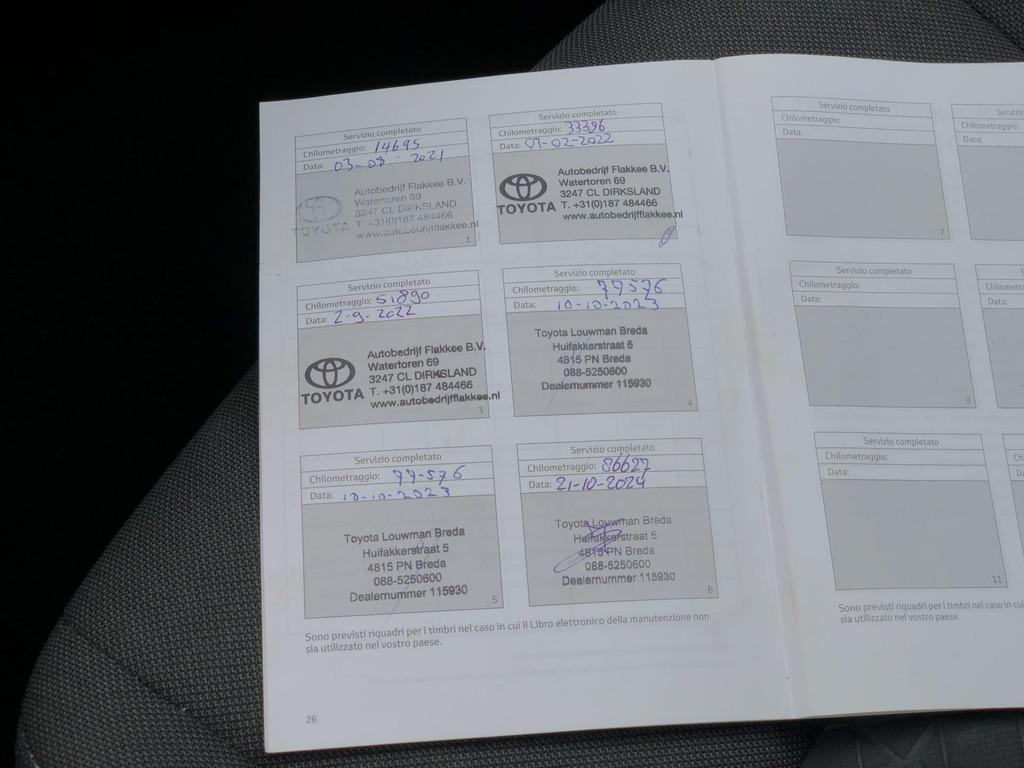 Servizio completato
Chilometraggio: 14695
Data: 03-08-2021
Autobedrijf Flakkee B.V.
Watertoren 69
3247 CL DIRKSLAND
TOYOTA T. +31(0)187 484466
www.autobedrijfflakkee.nl
1
Servizio completato
Chilometraggio: 33396
Data: 07-02-2022
Autobedrijf Flakkee B.V.
Watertoren 69
3247 CL DIRKSLAND
TOYOTA T. +31(0)187 484466
www.autobedrijfflakkee.nl
Servizio completato
Chilometraggio: 51890
Data: 2-9-2022
Autobedrijf Flakkee B.V.
Watertoren 69
3247 CL DIRKSLAND
TOYOTA T. +31(0)187 484466
www.autobedrijfflakkee.nl
3
Servizio completato
Chilometraggio: 77576
Data: 10-10-2023
Toyota Louwman Breda
Huifakkerstraat 5
4815 PN Breda
088-5250600
Dealernummer 115930
4
Servizio completato
Chilometraggio: 77-576
Data: 10-10-2023
Toyota Louwman Breda
Huifakkerstraat 5
4815 PN Breda
088-5250600
Dealernummer 115930
5
Servizio completato
Chilometraggio: 86627
Data: 21-10-2024
Toyota Louwman Breda
Huifakkerstraat 5
4815 PN Breda
088-5250600
Dealernummer 115930
6
Sono previsti riquadri per i timbri nel caso in cui il Libro elettronico della manutenzione non
sia utilizzato nel vostro paese.
26
Servizio completato
Chilometraggio:
Data:
7
Chilometraggio:
Data:
Servizio completato
Chilometraggio:
Data:
9
Servizio completato
Chilometraggio:
Data:
11
Sono previsti riquadri per i timbri nel caso in
sia utilizzato nel vostro paese.